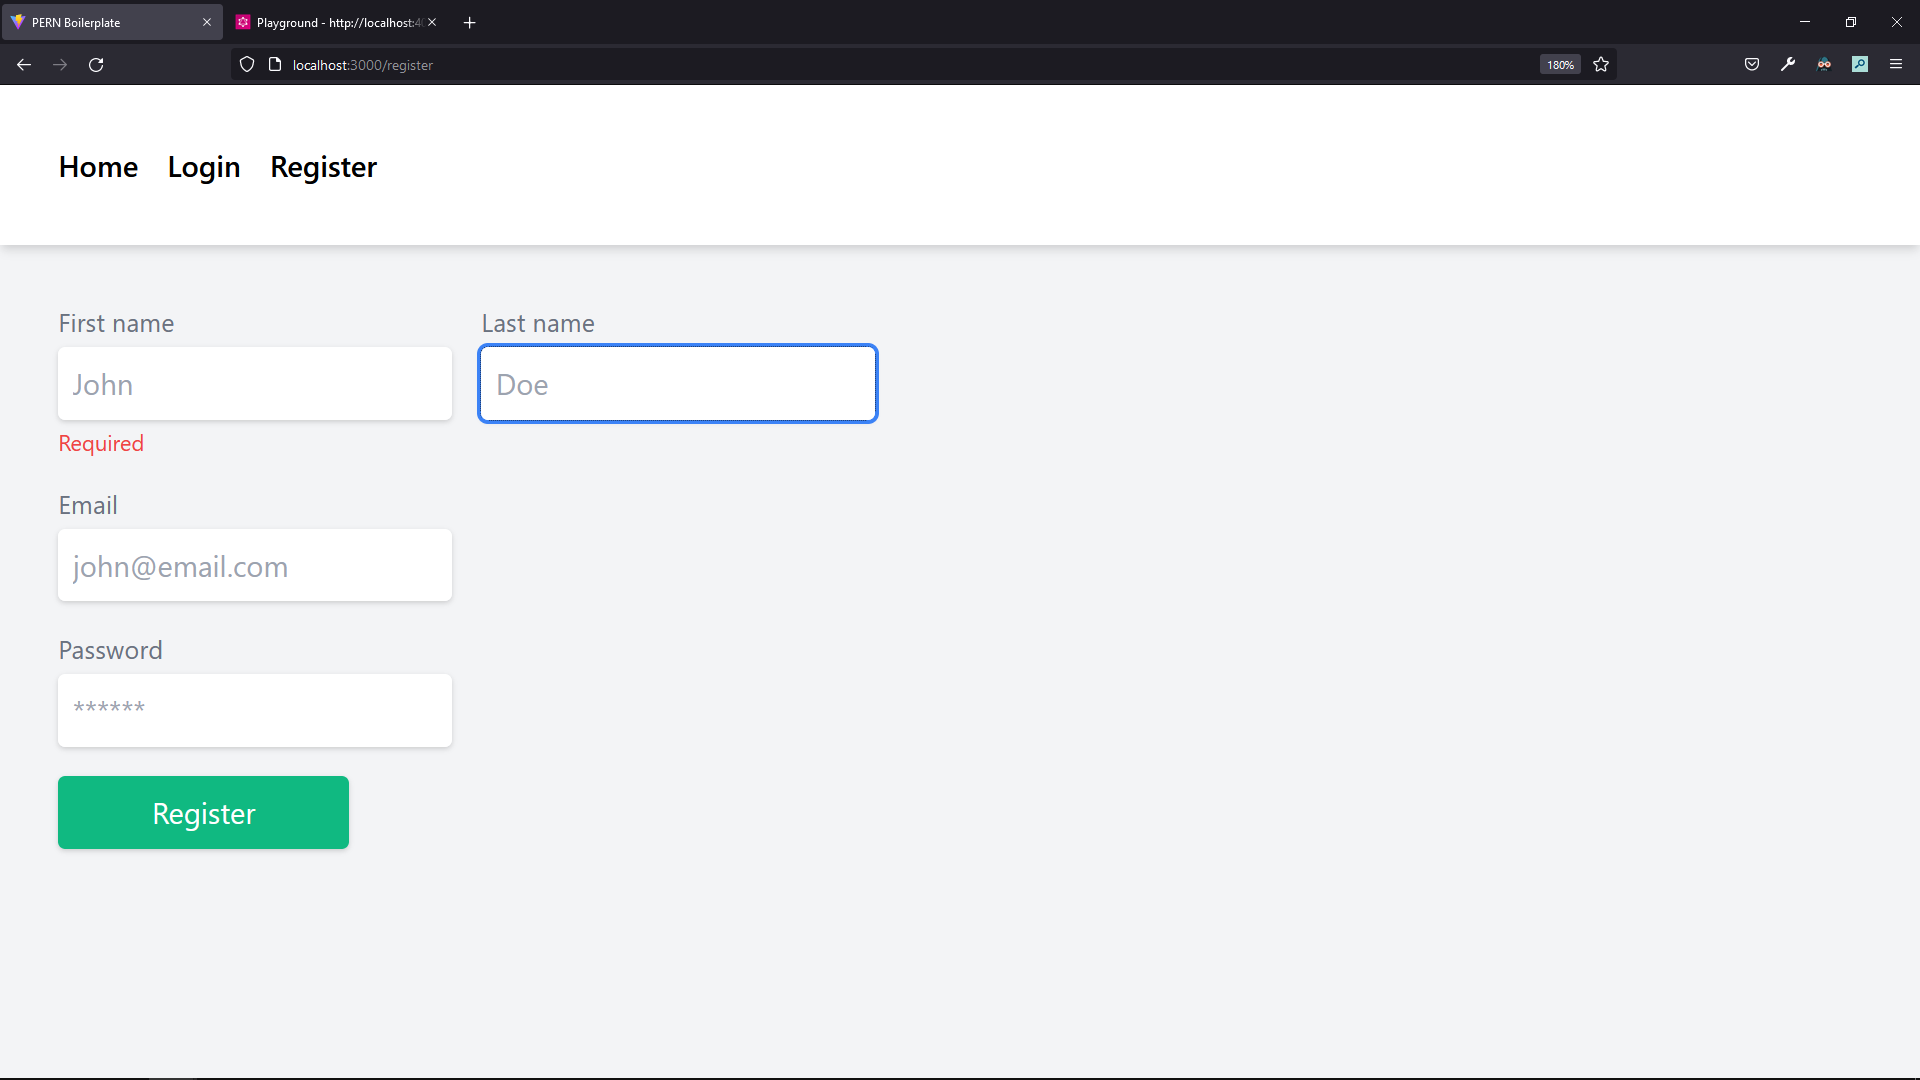 PERN Boilerplate
Playground - http://localhost:40
localhost:3000/register
180%
Home Login Register
First name Last name
John Doe
Required
Email
john@email.com
Password
******
Register